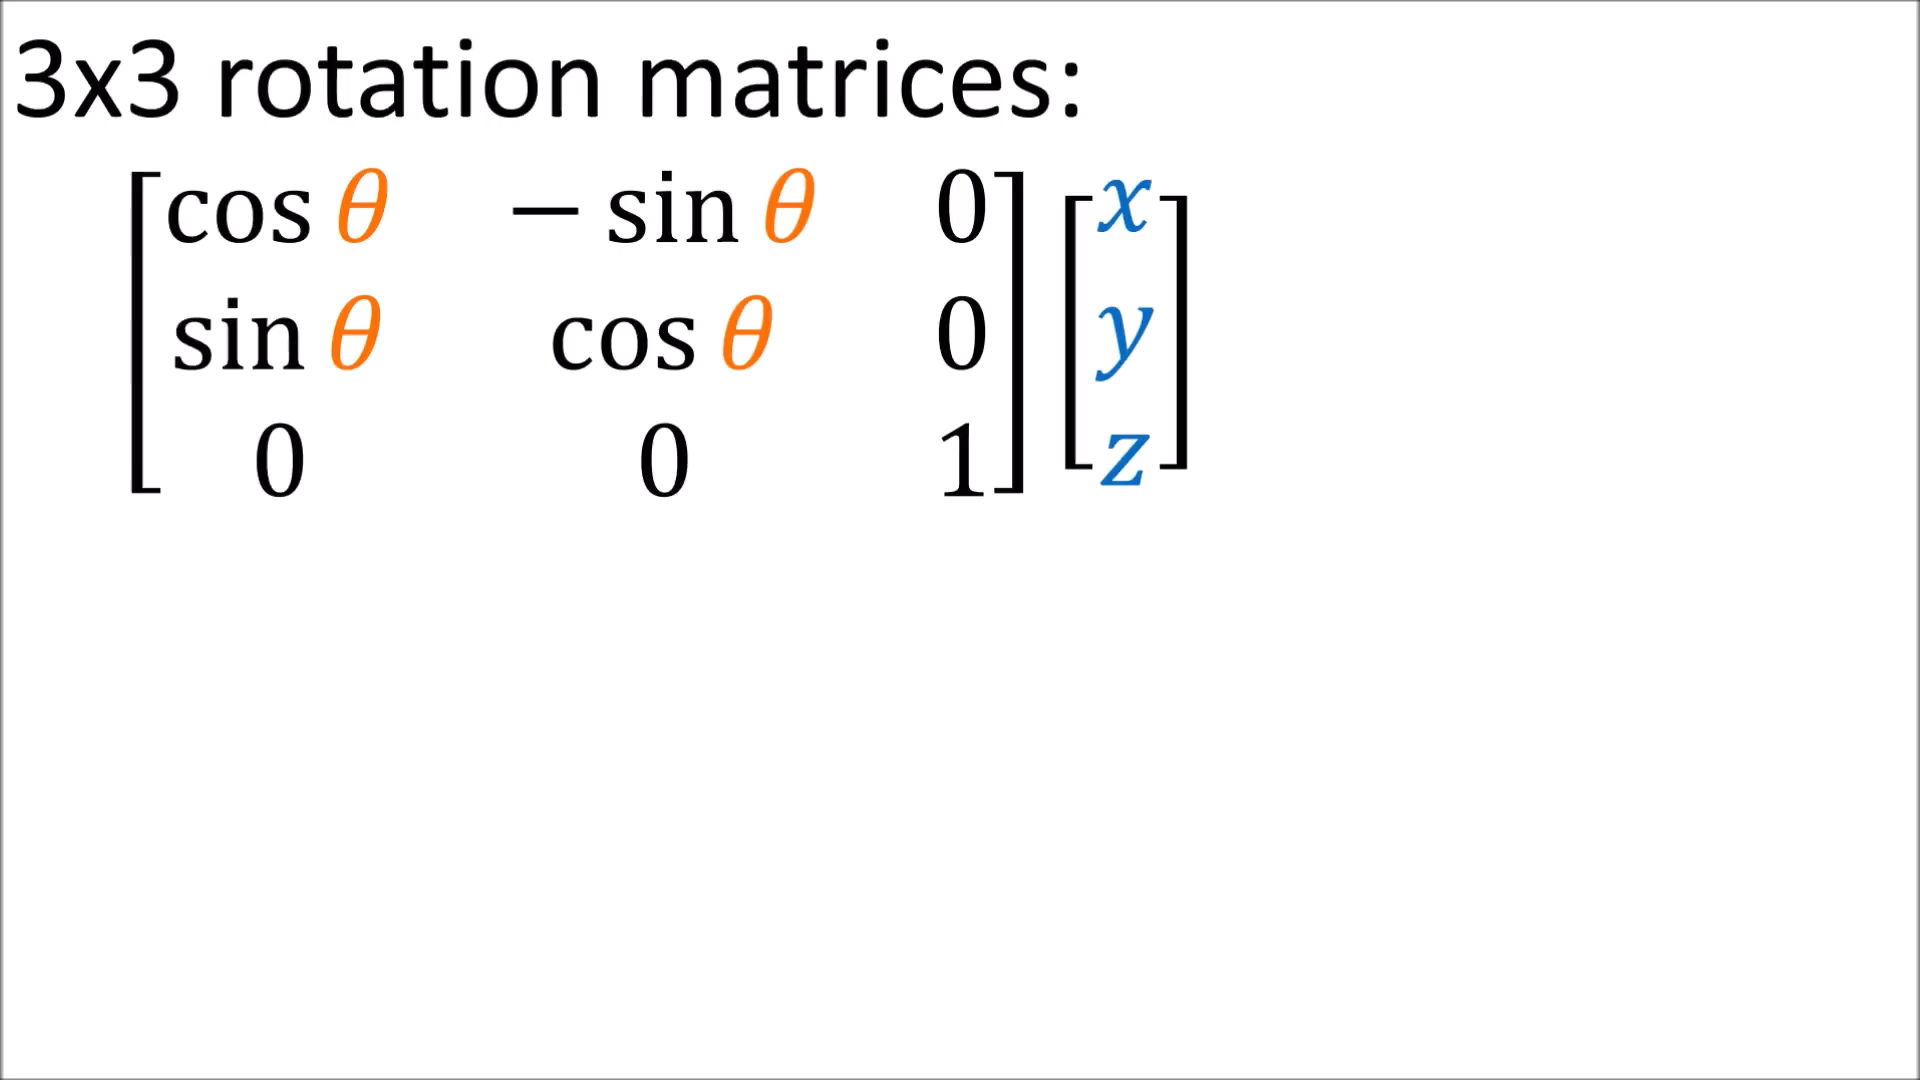 3x3 rotation matrices:
cos θ − sin θ 0 x
sin θ cos θ 0 y
0 0 1 z